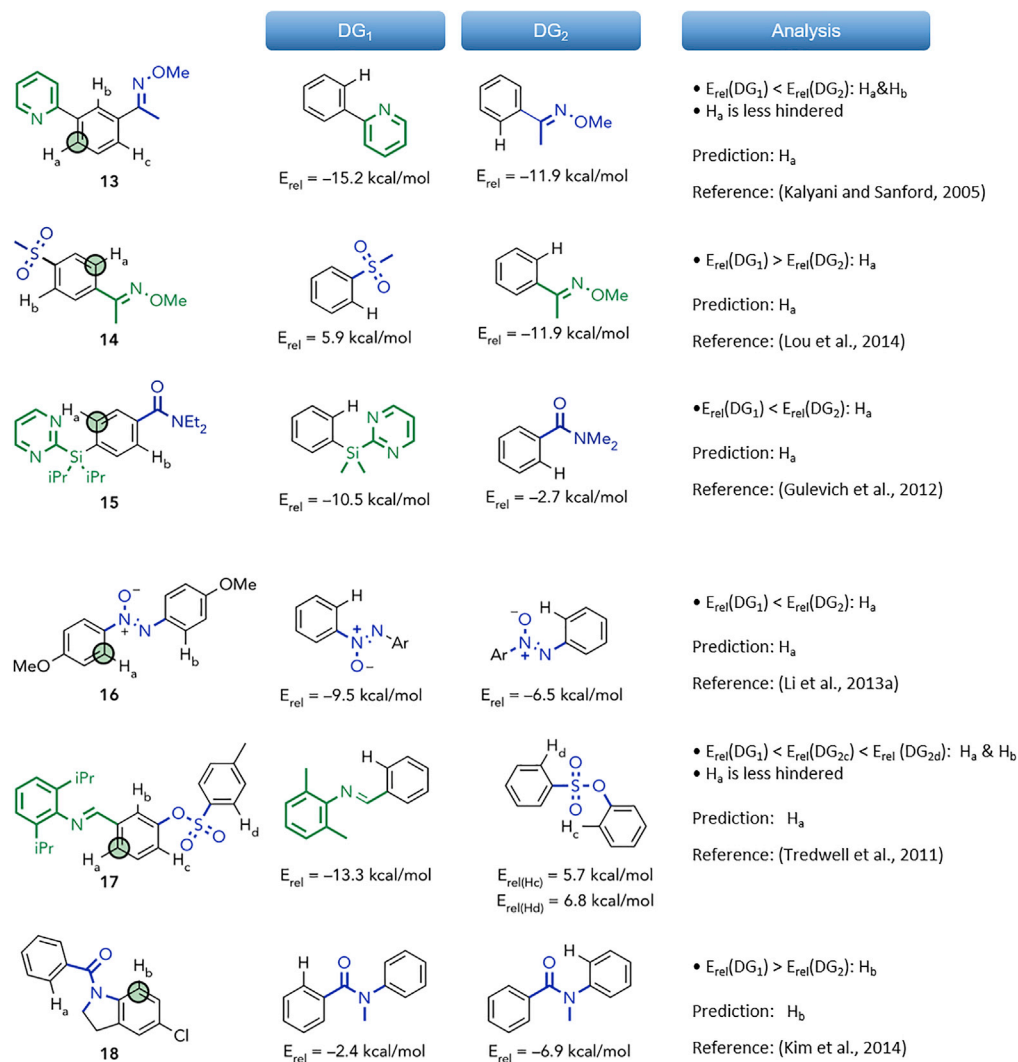 DG₁ DG₂ Analysis
N
OMe
N
Hb
Ha
Hc
13
H
N
Erel = −15.2 kcal/mol
H
N
OMe
Erel = −11.9 kcal/mol
• Erel(DG₁) < Erel(DG₂): Ha&Hb
• Ha is less hindered
Prediction: Ha
Reference: (Kalyani and Sanford, 2005)
O
S
O
Ha
Hb
N
OMe
14
O
S
O
H
Erel = 5.9 kcal/mol
H
N
OMe
Erel = −11.9 kcal/mol
• Erel(DG₁) > Erel(DG₂): Ha
Prediction: Ha
Reference: (Lou et al., 2014)
O
Ha
N
NEt₂
N
Si
Hb
iPr
iPr
15
H
N
Si
N
Erel = −10.5 kcal/mol
O
NMe₂
H
Erel = −2.7 kcal/mol
•Erel(DG₁) < Erel(DG₂): Ha
Prediction: Ha
Reference: (Gulevich et al., 2012)
OMe
O−
N+
N
Hb
MeO
Ha
16
H
N
N+
Ar
O−
Erel = −9.5 kcal/mol
−O
H
Ar
N+
N
Erel = −6.5 kcal/mol
• Erel(DG₁) < Erel(DG₂): Ha
Prediction: Ha
Reference: (Li et al., 2013a)
iPr
Hb
N
O
S
O
O
Hd
iPr
Ha
Hc
17
H
N
Erel = −13.3 kcal/mol
Hd
O
O
S
O
Hc
Erel(Hc) = 5.7 kcal/mol
Erel(Hd) = 6.8 kcal/mol
• Erel(DG₁) < Erel(DG2c) < Erel (DG2d): Ha & Hb
• Ha is less hindered
Prediction: Ha
Reference: (Tredwell et al., 2011)
O
Hb
N
Ha
Cl
18
H
O
N
Erel = −2.4 kcal/mol
O
H
N
Erel = −6.9 kcal/mol
• Erel(DG₁) > Erel(DG₂): Hb
Prediction: Hb
Reference: (Kim et al., 2014)